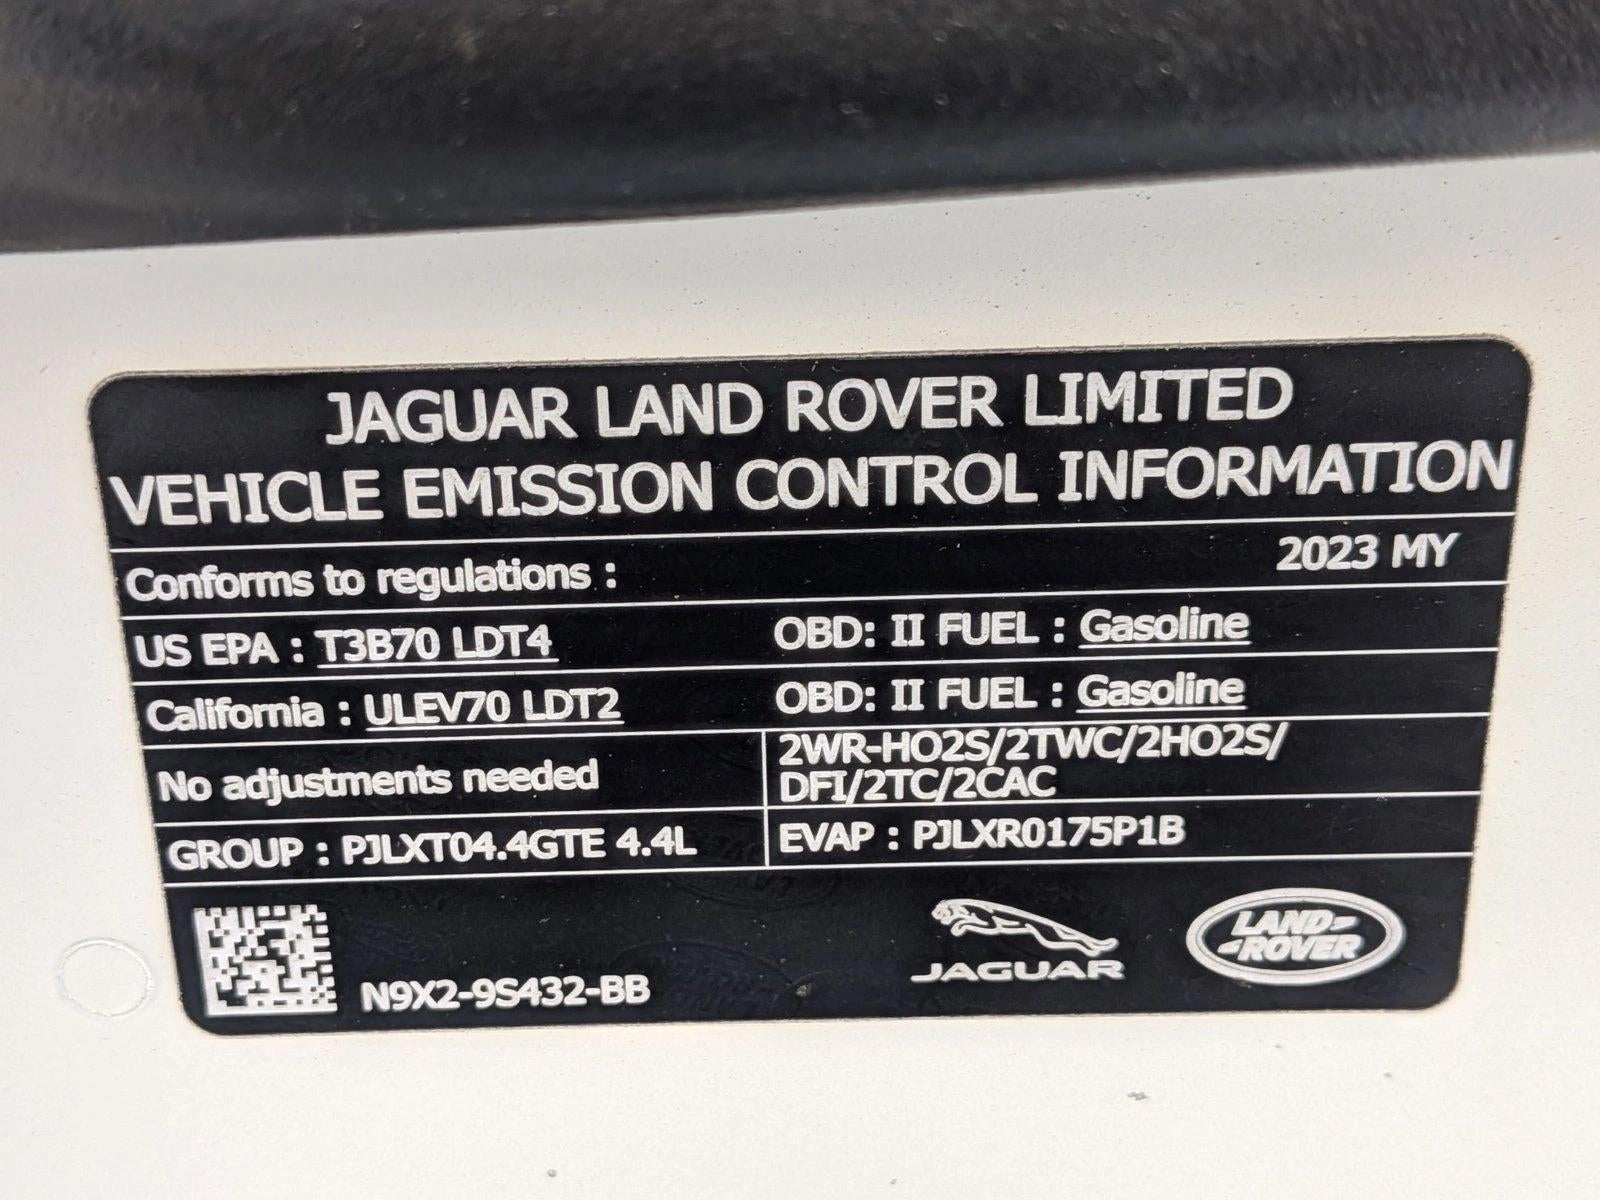 JAGUAR LAND ROVER LIMITED
VEHICLE EMISSION CONTROL INFORMATION
2023 MY
Conforms to regulations :
US EPA : T3B70 LDT4 OBD: II FUEL : Gasoline
California : ULEV70 LDT2 OBD: II FUEL : Gasoline
No adjustments needed
2WR-HO2S/2TWC/2HO2S/
DFI/2TC/2CAC
GROUP : PJLXT04.4GTE 4.4L EVAP : PJLXR0175P1B
N9X2-9S432-BB
JAGUAR
LAND
ROVER